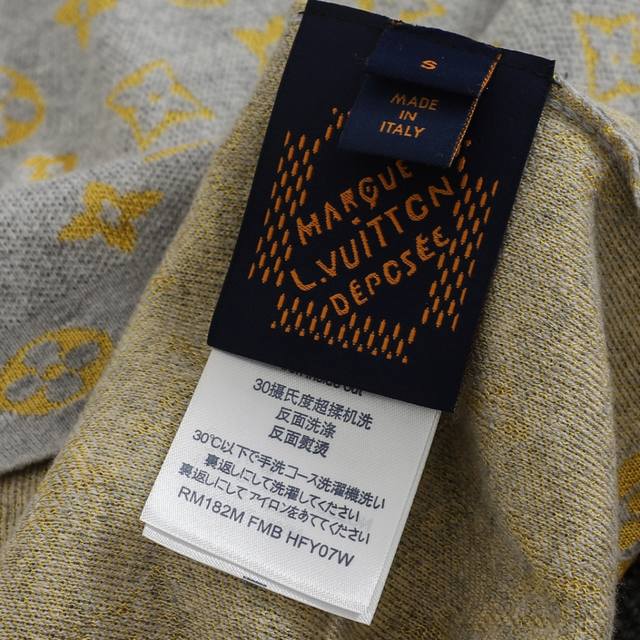 S
MADE
IN
ITALY
MARQUE
L.VUITTON
DÉPOSÉE
30摄氏度超揉机洗
反面洗涤
反面熨烫
30℃以下で手洗コース洗濯機洗い
裏返しにして洗濯してください
裏返しにして アイロンをあててください
RM182M FMB HFY07W